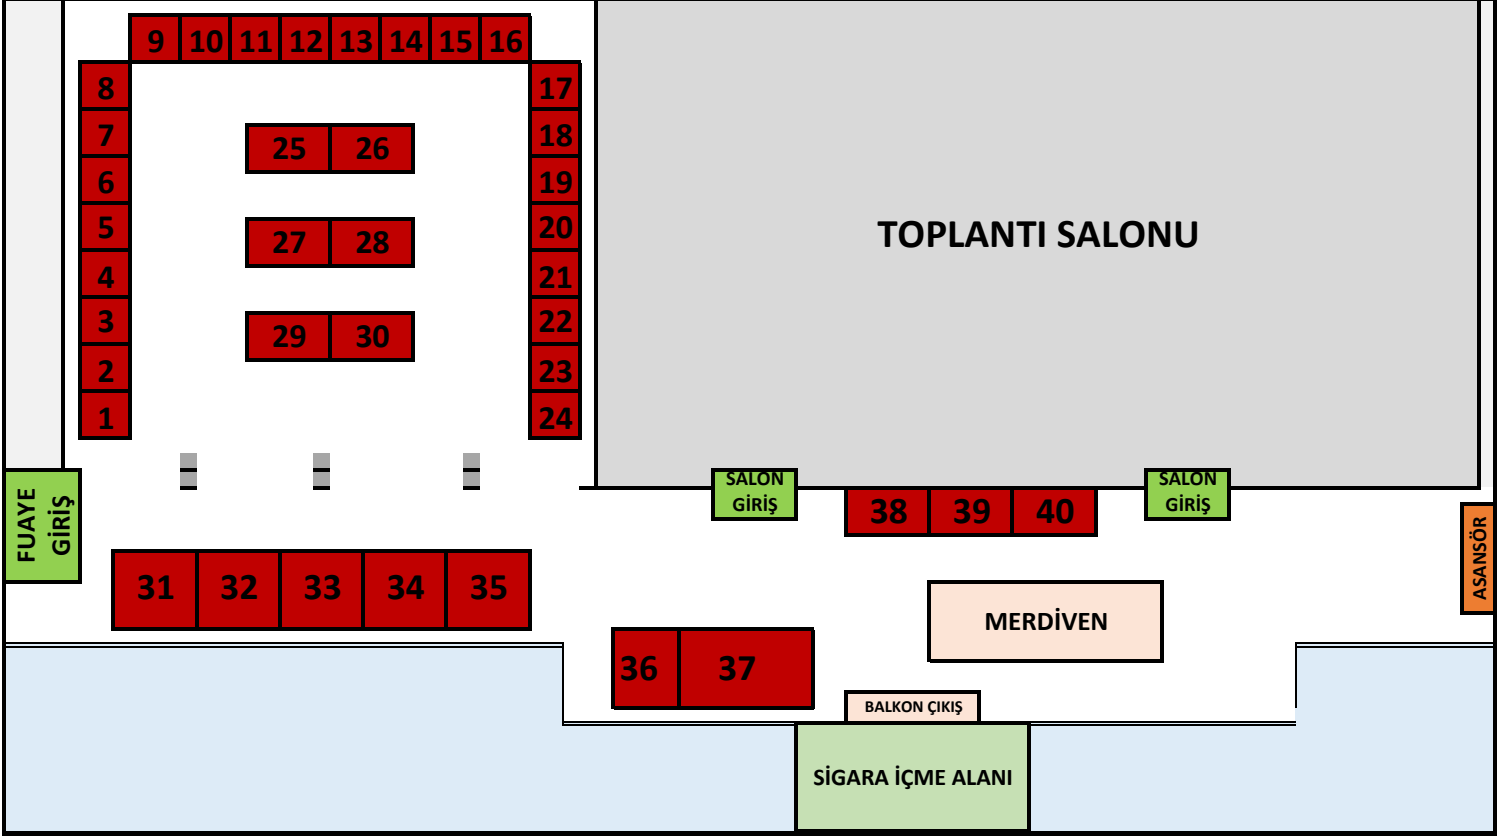 9 10 11 12 13 14 15 16
8
7
6
5
4
3
2
1
17
18
19
20
21
22
23
24
25 26
27 28
29 30
TOPLANTI SALONU
FUAYE
GİRİŞ
SALON
GİRİŞ
38 39 40
SALON
GİRİŞ
ASANSÖR
31 32 33 34 35
MERDİVEN
36 37
BALKON ÇIKIŞ
SİGARA İÇME ALANI